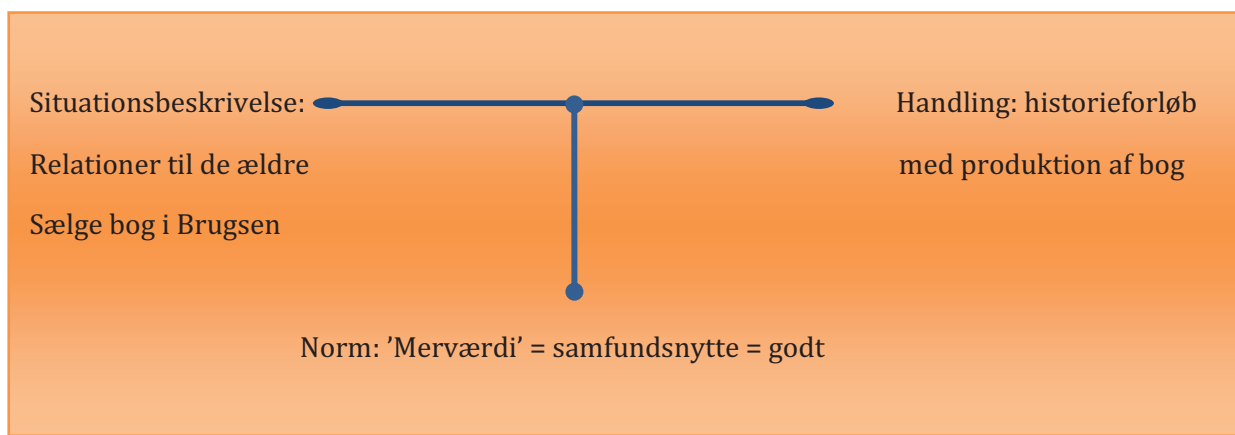 Situationsbeskrivelse:
Relationer til de ældre
Sælge bog i Brugsen
Handling: historieforløb
med produktion af bog
Norm: ’Merværdi’ = samfundsnytte = godt